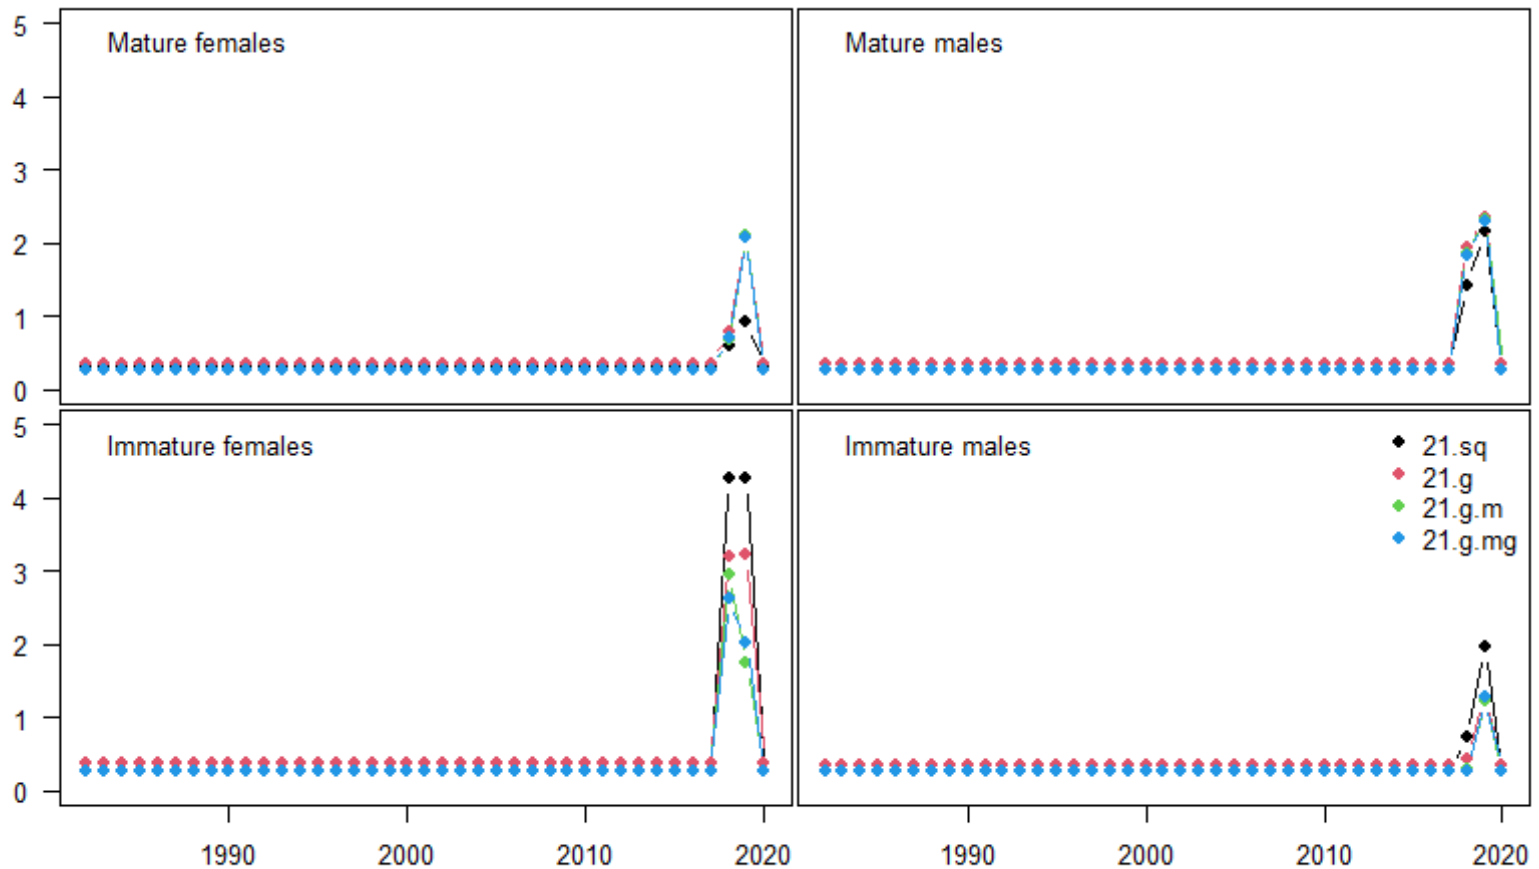 Mature females
Mature males
5
4
3
2
1
0
Immature females
Immature males
5
4
3
2
1
0
21.sq
21.g
21.g.m
21.g.mg
1990
2000
2010
2020
1990
2000
2010
2020